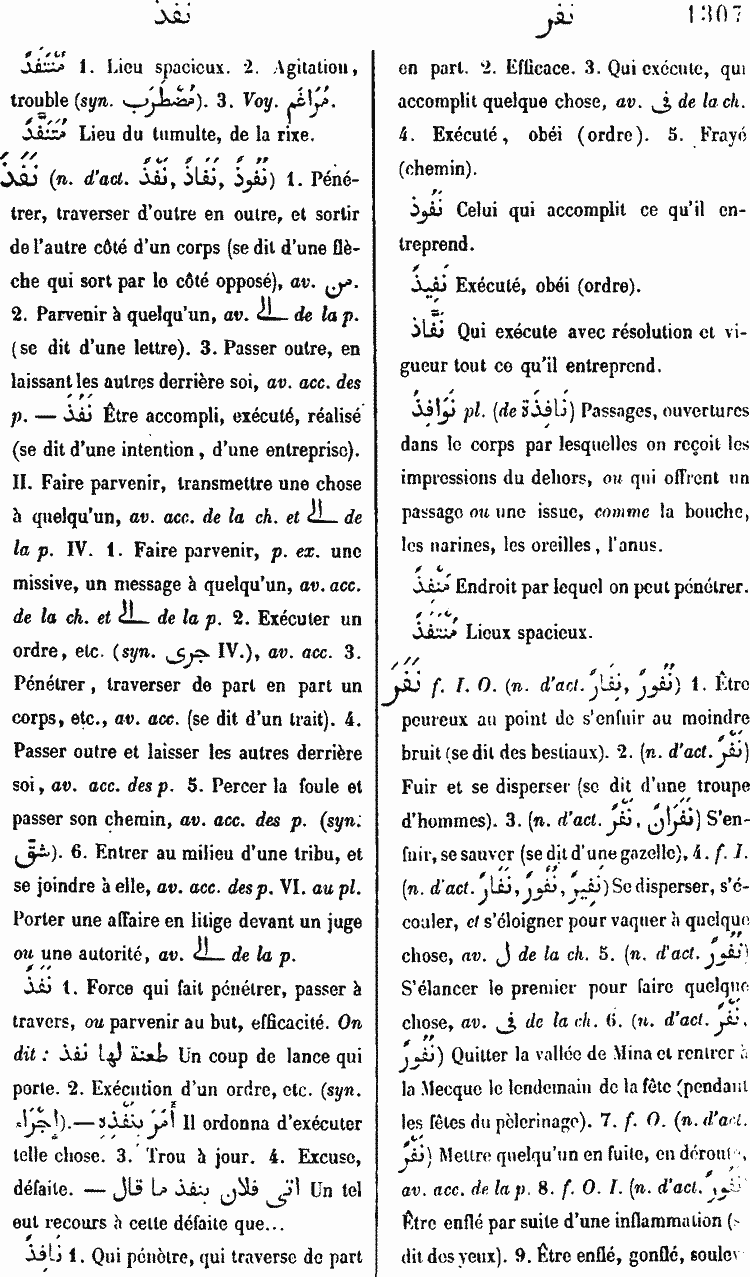 نفذ
نفر
1307
مُنْتَفَذٌ 1. Lieu spacieux. 2. Agitation,
trouble (syn. مُضْطَرَب). 3. Voy. مُرَاغَم.
مُتَنَفَّذٌ Lieu du tumulte, de la rixe.
نَفَذَ (n. d'act. نَفْذٌ, نَفَاذٌ, نُفُوذٌ) 1. Péné-
trer, traverser d'outre en outre, et sortir
de l'autre côté d'un corps (se dit d'une flè-
che qui sort par le côté opposé), av. من.
2. Parvenir à quelqu'un, av. الى de la p.
(se dit d'une lettre). 3. Passer outre, en
laissant les autres derrière soi, av. acc. des
p. — نَفَذَ Être accompli, exécuté, réalisé
(se dit d'une intention, d'une entreprise).
II. Faire parvenir, transmettre une chose
à quelqu'un, av. acc. de la ch. et الى de
la p. IV. 1. Faire parvenir, p. ex. une
missive, un message à quelqu'un, av. acc.
de la ch. et الى de la p. 2. Exécuter un
ordre, etc. (syn. جرى IV.), av. acc. 3.
Pénétrer, traverser de part en part un
corps, etc., av. acc. (se dit d'un trait). 4.
Passer outre et laisser les autres derrière
soi, av. acc. des p. 5. Percer la foule et
passer son chemin, av. acc. des p. (syn.
شقّ). 6. Entrer au milieu d'une tribu, et
se joindre à elle, av. acc. des p. VI. au pl.
Porter une affaire en litige devant un juge
ou une autorité, av. الى de la p.
نَفَذٌ 1. Force qui fait pénétrer, passer à
travers, ou parvenir au but, efficacité. On
dit : طعنة لها نفذ Un coup de lance qui
porte. 2. Exécution d'un ordre, etc. (syn.
إِجْرَاء).— أَمَرَ بِنَفَذِهِ Il ordonna d'exécuter
telle chose. 3. Trou à jour. 4. Excuse,
défaite. — اتى فلان بنفذ ما قال Un tel
eut recours à cette défaite que...
نَافِذٌ 1. Qui pénètre, qui traverse de part
en part. 2. Efficace. 3. Qui exécute, qui
accomplit quelque chose, av. فى de la ch.
4. Exécuté, obéi (ordre). 5. Frayé
(chemin).
نَفُوذٌ Celui qui accomplit ce qu'il en-
treprend.
نَفِيذٌ Exécuté, obéi (ordre).
نَفَّاذ Qui exécute avec résolution et vi-
gueur tout ce qu'il entreprend.
نَوَافِذُ pl. (de نَافِذَة) Passages, ouvertures
dans le corps par lesquelles on reçoit les
impressions du dehors, ou qui offrent un
passage ou une issue, comme la bouche,
les narines, les oreilles, l'anus.
مَنْفَذٌ Endroit par lequel on peut pénétrer.
مُنْتَفَذٌ Lieux spacieux.
نَفَرَ f. I. O. (n. d'act. نِفَارٌ, نُفُورٌ) 1. Être
peureux au point de s'enfuir au moindre
bruit (se dit des bestiaux). 2. (n. d'act. نَفْرٌ)
Fuir et se disperser (se dit d'une troupe
d'hommes). 3. (n. d'act. نَفْرٌ, نَفَرَانٌ) S'en-
fuir, se sauver (se dit d'une gazelle), 4. f. I.
(n. d'act. نِفَارٌ, نُفُورٌ, نَفِيرٌ) Se disperser, s'é-
couler, et s'éloigner pour vaquer à quelque
chose, av. ل de la ch. 5. (n. d'act. نُفُورٌ)
S'élancer le premier pour faire quelque
chose, av. فى de la ch. 6. (n. d'act. نَفْرٌ,
نُفُورٌ) Quitter la vallée de Mina et rentrer à
la Mecque le lendemain de la fête (pendant
les fêtes du pèlerinage). 7. f. O. (n. d'act.
نَفْرٌ) Mettre quelqu'un en fuite, en déroute,
av. acc. de la p. 8. f. O. I. (n. d'act. نُفُورٌ)
Être enflé par suite d'une inflammation (
dit des yeux). 9. Être enflé, gonflé, soulev